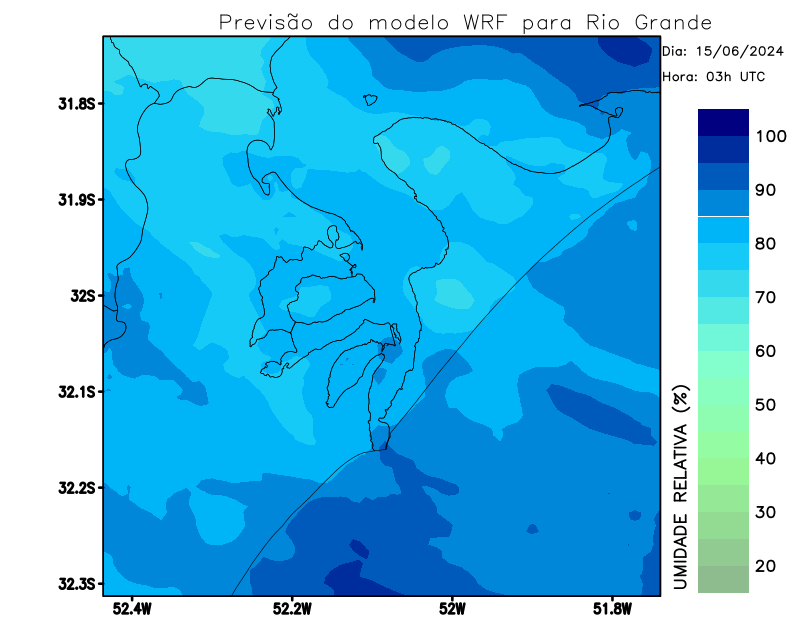 Previsão do modelo WRF para Rio Grande
Dia: 15/06/2024
Hora: 03h UTC
31.8S
31.9S
32S
32.1S
32.2S
32.3S
52.4W
52.2W
52W
51.8W
100
90
80
70
60
50
40
30
20
UMIDADE RELATIVA (%)